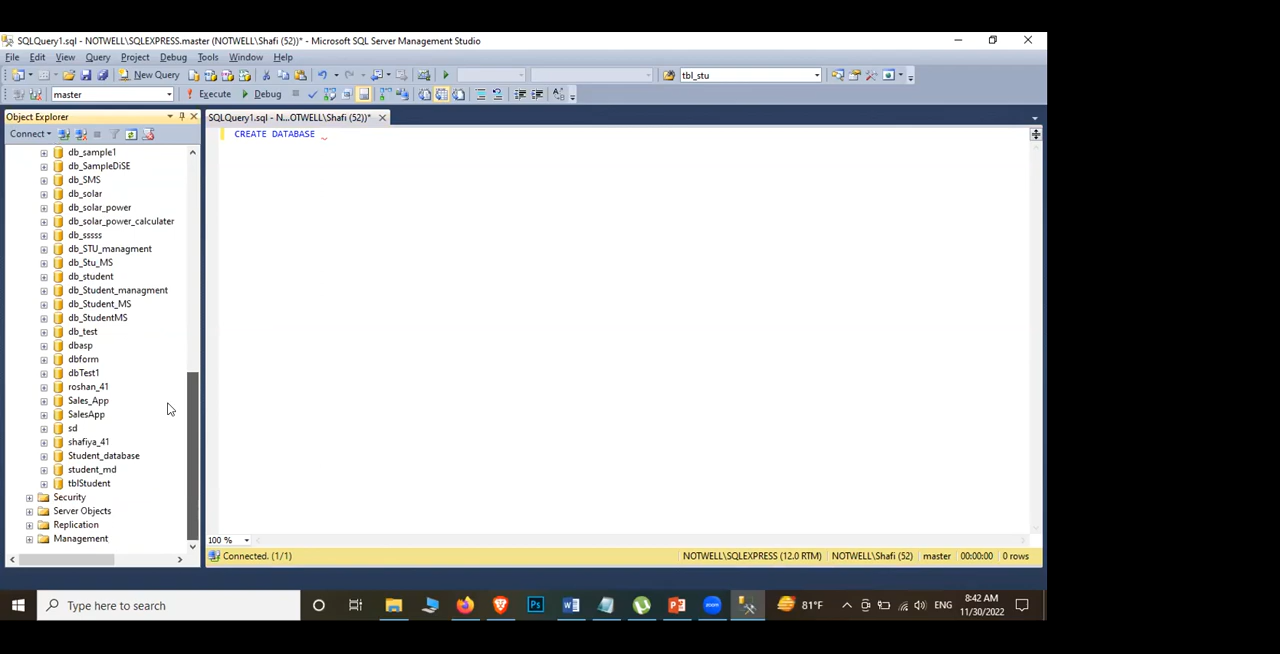 SQLQuery1.sql - NOTWELL\SQLEXPRESS.master (NOTWELL\Shafi (52))* - Microsoft SQL Server Management Studio
File Edit View Query Project Debug Tools Window Help
New Query tbl_stu
master Execute Debug
Object Explorer
SQLQuery1.sql - N...OTWELL\Shafi (52))*
Connect
CREATE DATABASE
db_sample1
db_SampleDiSE
db_SMS
db_solar
db_solar_power
db_solar_power_calculater
db_sssss
db_STU_managment
db_Stu_MS
db_student
db_Student_managment
db_Student_MS
db_StudentMS
db_test
dbasp
dbform
dbTest1
roshan_41
Sales_App
SalesApp
sd
shafiya_41
Student_database
student_md
tblStudent
Security
Server Objects
Replication
Management
100 %
Connected. (1/1) NOTWELL\SQLEXPRESS (12.0 RTM) NOTWELL\Shafi (52) master 00:00:00 0 rows
Type here to search
Ps
zoom
81°F
ENG
8:42 AM
11/30/2022